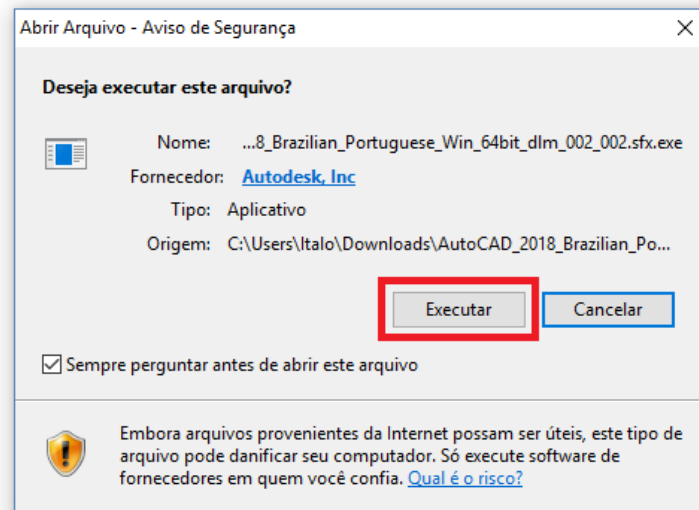 Abrir Arquivo - Aviso de Segurança
Deseja executar este arquivo?
Nome: ...8_Brazilian_Portuguese_Win_64bit_dlm_002_002.sfx.exe
Fornecedor: Autodesk, Inc
Tipo: Aplicativo
Origem: C:\Users\Italo\Downloads\AutoCAD_2018_Brazilian_Po...
Executar Cancelar
Sempre perguntar antes de abrir este arquivo
Embora arquivos provenientes da Internet possam ser úteis, este tipo de
arquivo pode danificar seu computador. Só execute software de
fornecedores em quem você confia. Qual é o risco?